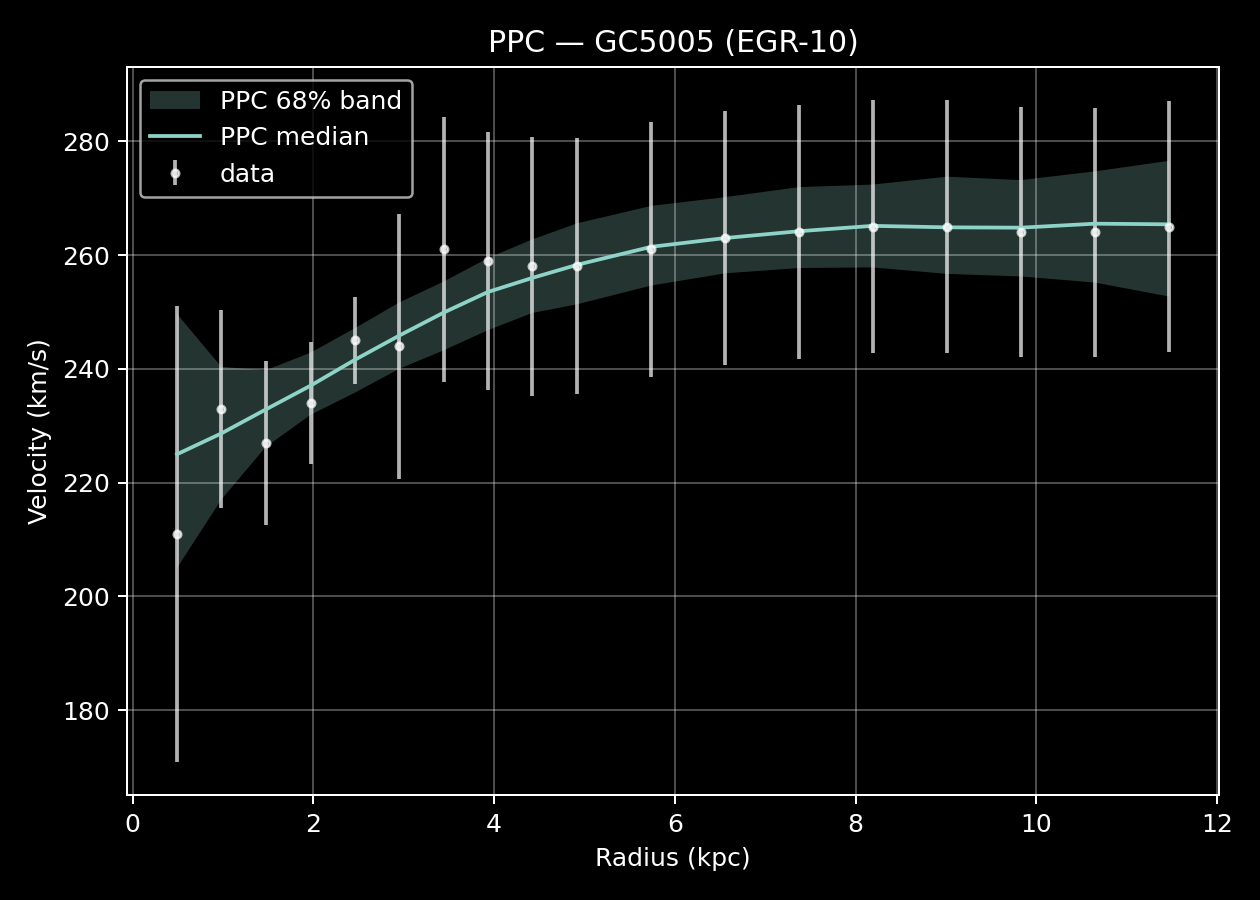 PPC — GC5005 (EGR-10)
PPC 68% band
PPC median
data
280
260
240
220
200
180
Velocity (km/s)
0 2 4 6 8 10 12
Radius (kpc)